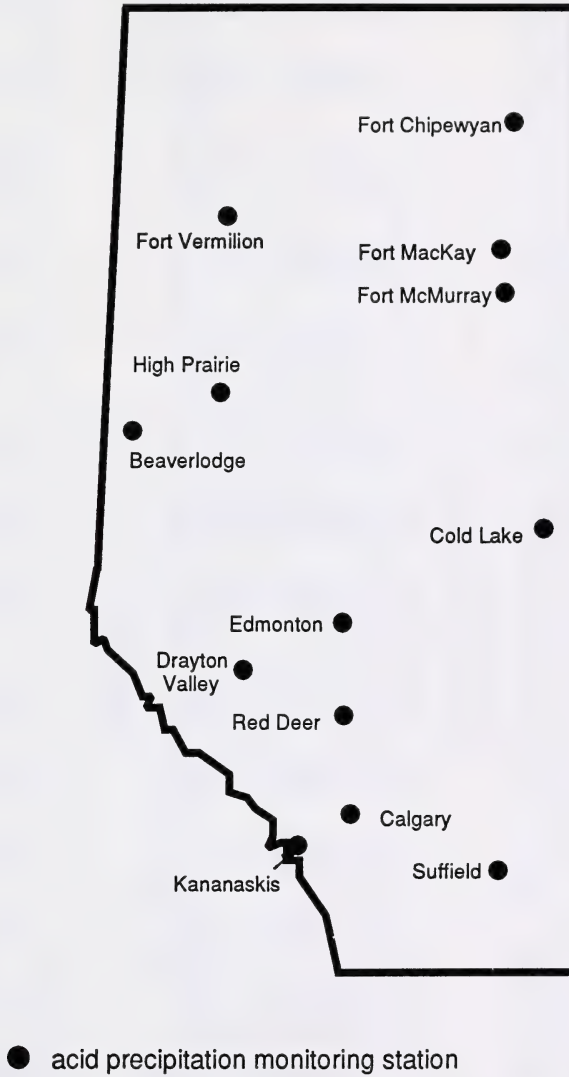 Fort Chipewyan
Fort Vermilion
Fort MacKay
Fort McMurray
High Prairie
Beaverlodge
Cold Lake
Edmonton
Drayton
Valley
Red Deer
Calgary
Suffield
Kananaskis
acid precipitation monitoring station